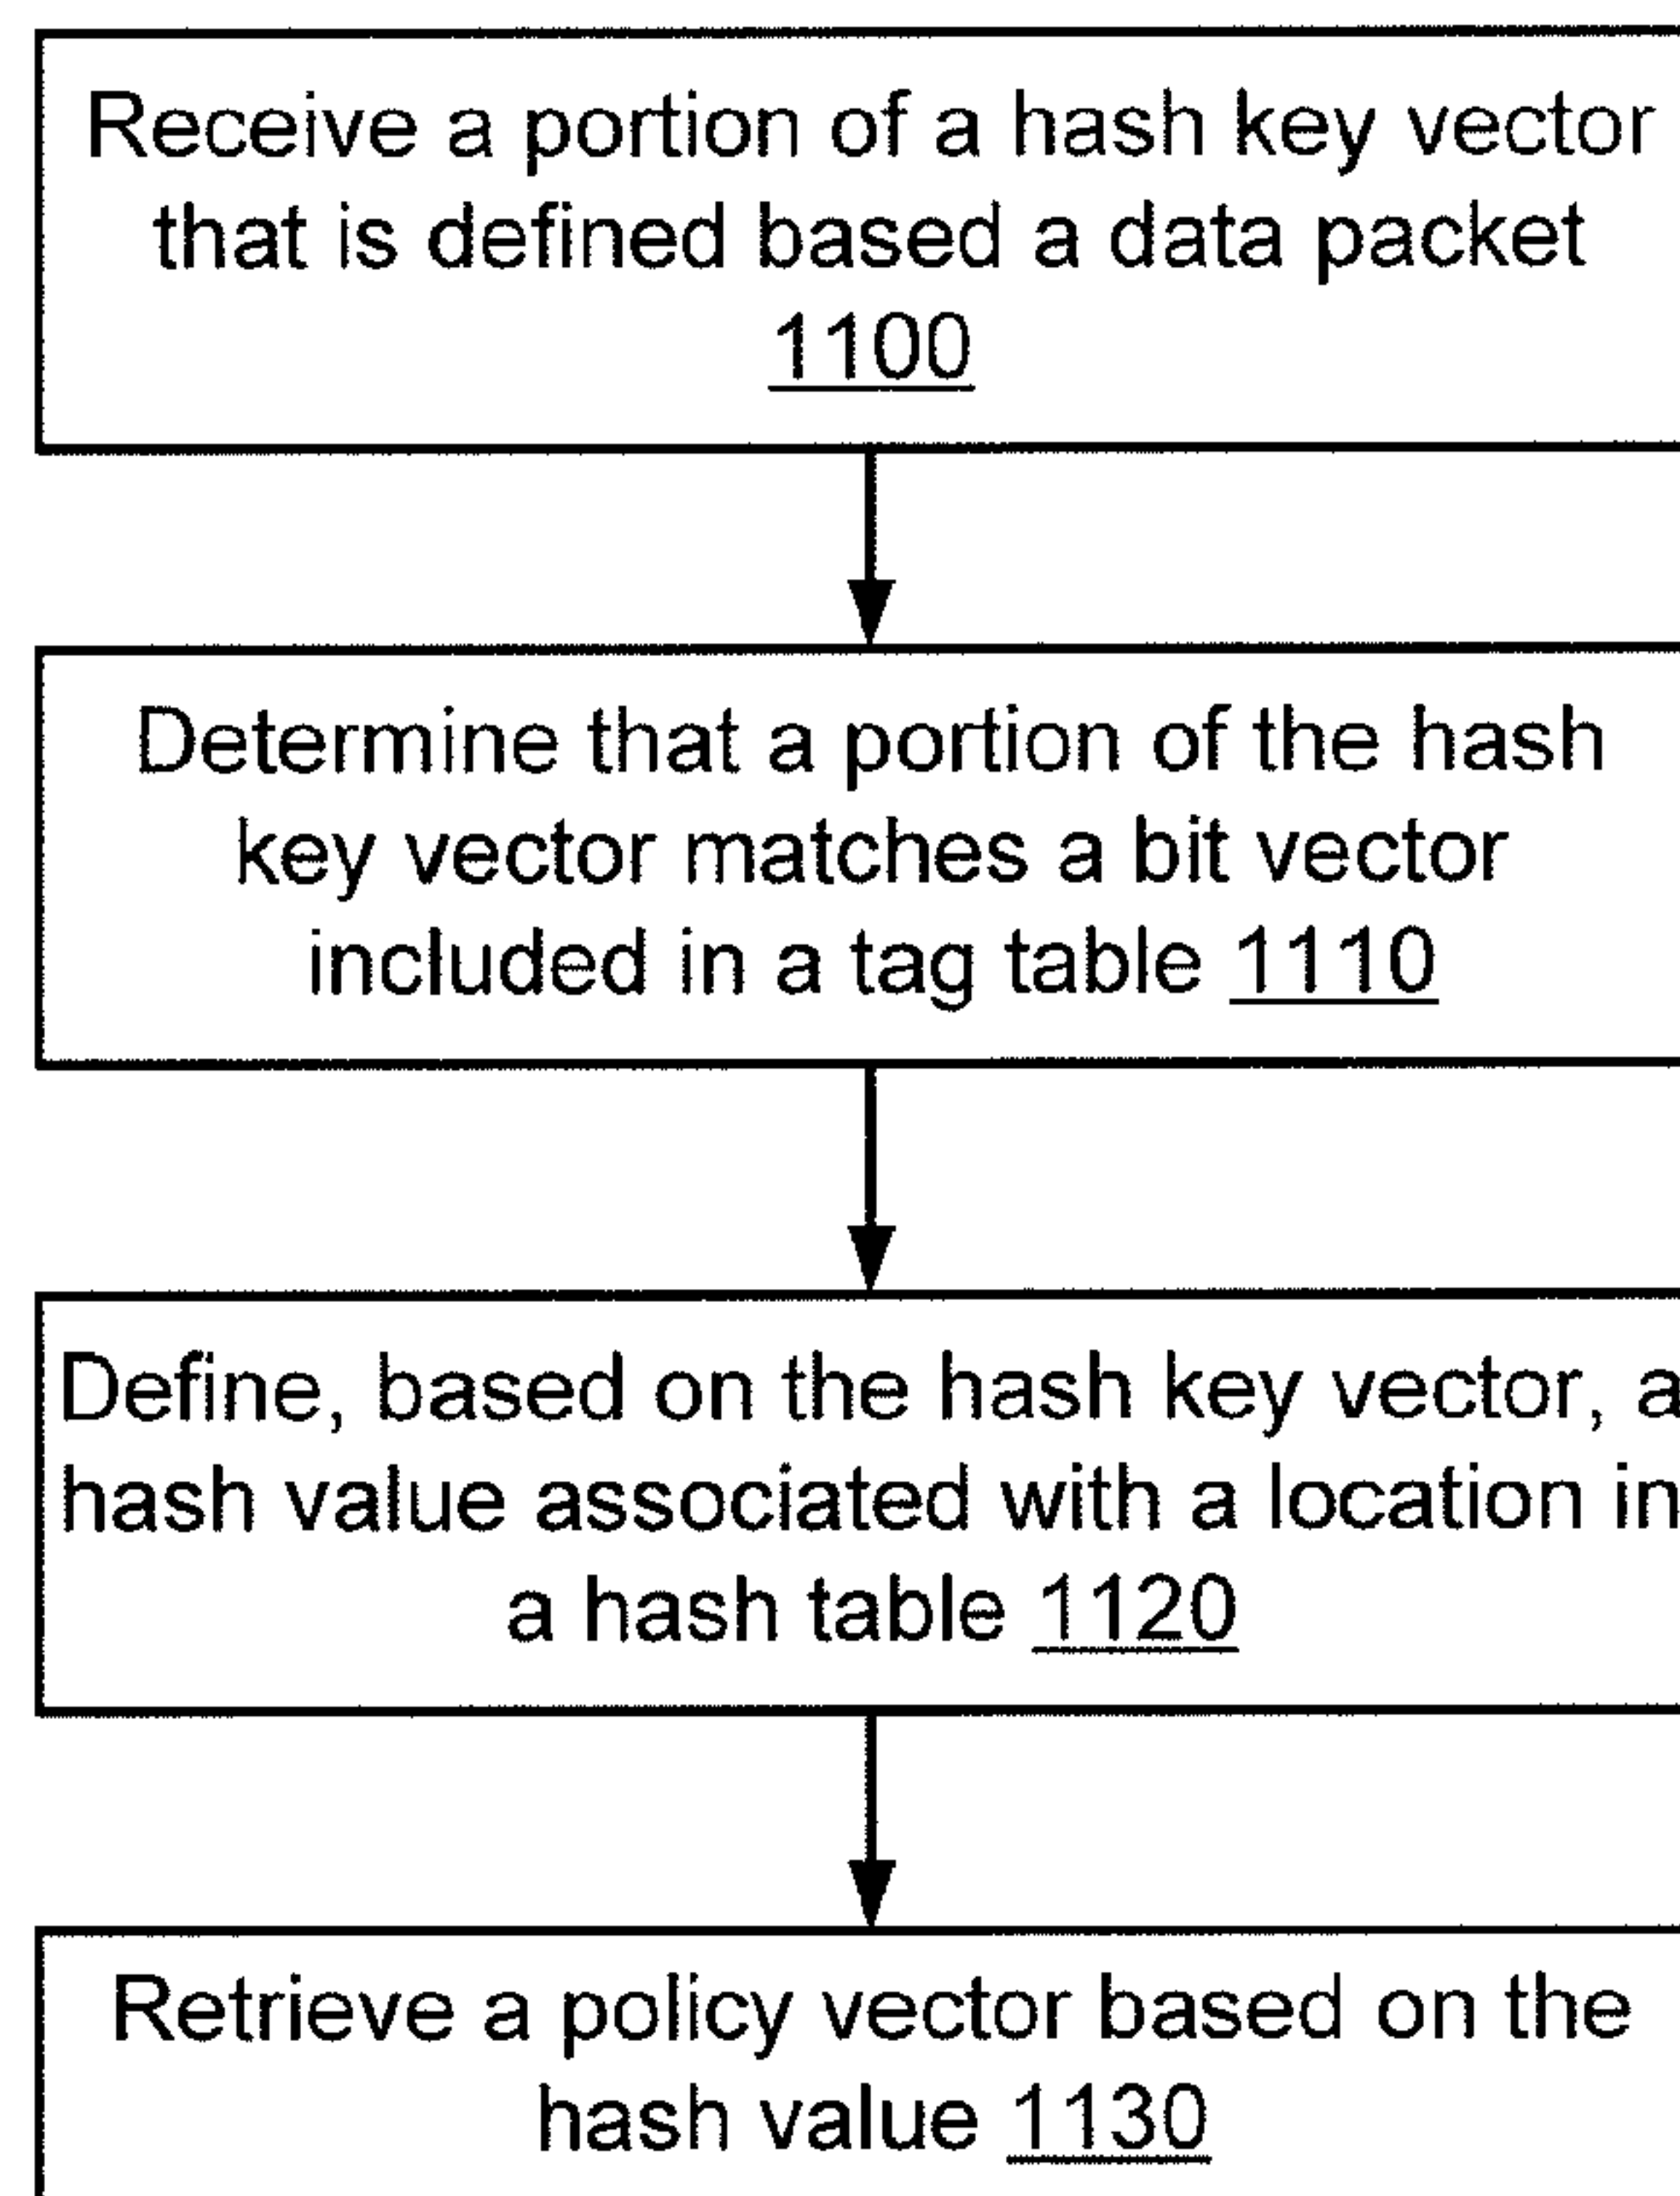 Receive a portion of a hash key vector
that is defined based a data packet
1100
Determine that a portion of the hash
key vector matches a bit vector
included in a tag table 1110
Define, based on the hash key vector, a
hash value associated with a location in
a hash table 1120
Retrieve a policy vector based on the
hash value 1130